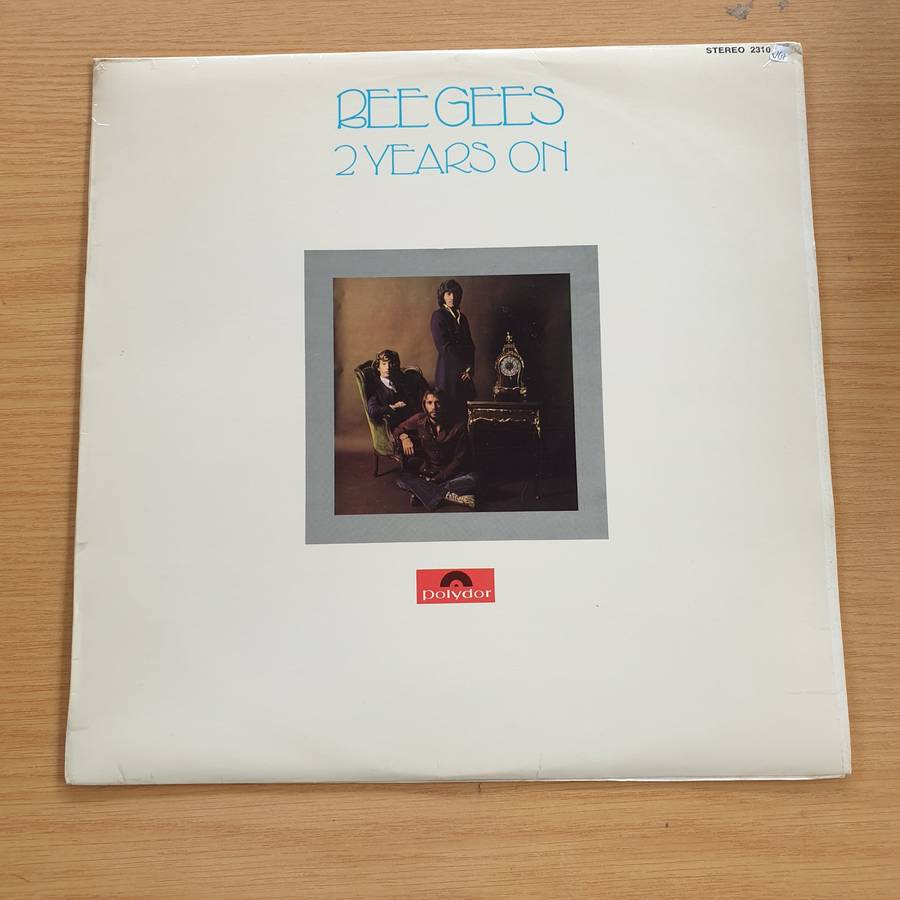 STEREO 2310
BEE GEES
2 YEARS ON
polydor